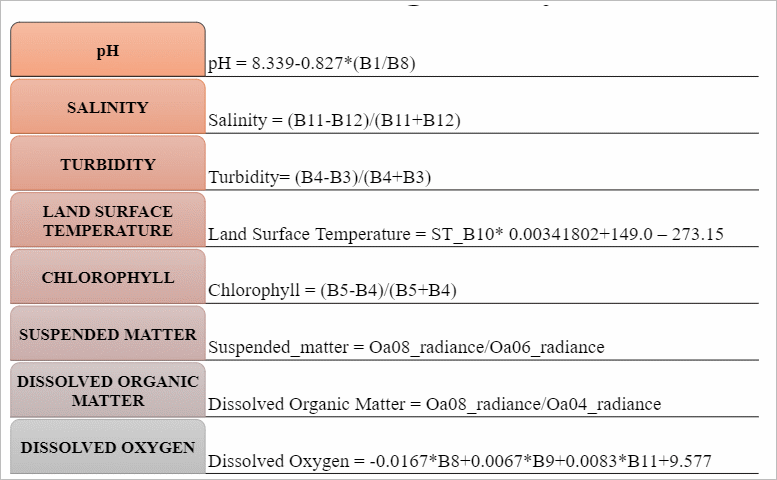 pH
pH = 8.339-0.827*(B1/B8)
SALINITY
Salinity = (B11-B12)/(B11+B12)
TURBIDITY
Turbidity= (B4-B3)/(B4+B3)
LAND SURFACE
TEMPERATURE
Land Surface Temperature = ST_B10* 0.00341802+149.0 – 273.15
CHLOROPHYLL
Chlorophyll = (B5-B4)/(B5+B4)
SUSPENDED MATTER
Suspended_matter = Oa08_radiance/Oa06_radiance
DISSOLVED ORGANIC
MATTER
Dissolved Organic Matter = Oa08_radiance/Oa04_radiance
DISSOLVED OXYGEN
Dissolved Oxygen = -0.0167*B8+0.0067*B9+0.0083*B11+9.577